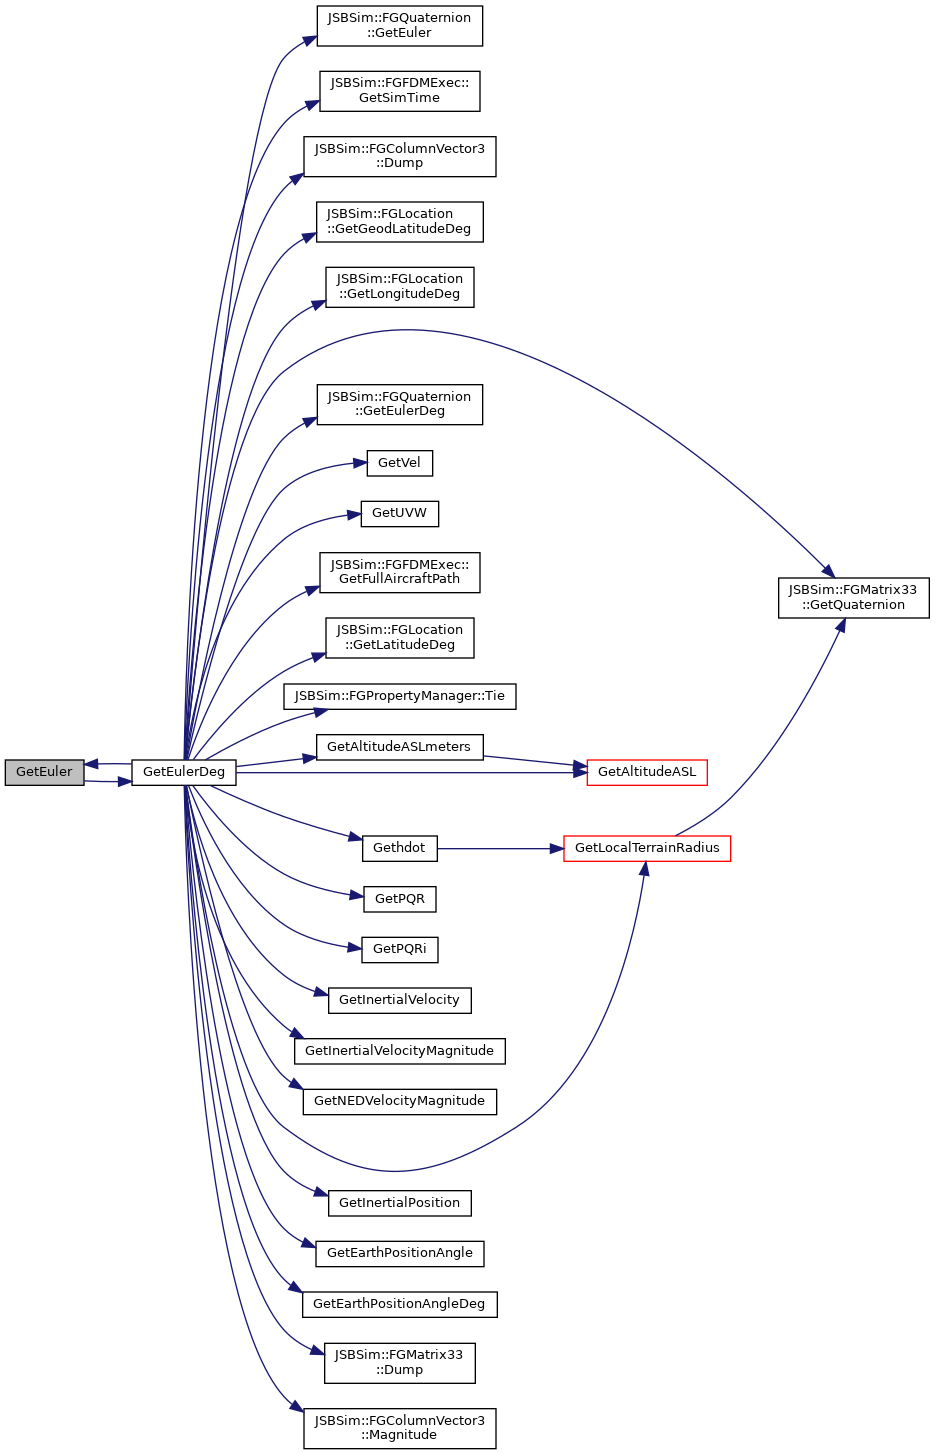 JSBSim::FGQuaternion
::GetEuler
JSBSim::FGFDMExec::
GetSimTime
JSBSim::FGColumnVector3
::Dump
JSBSim::FGLocation
::GetGeodLatitudeDeg
JSBSim::FGLocation
::GetLongitudeDeg
JSBSim::FGQuaternion
::GetEulerDeg
GetVel
GetUVW
JSBSim::FGFDMExec::
GetFullAircraftPath
JSBSim::FGMatrix33
::GetQuaternion
JSBSim::FGLocation
::GetLatitudeDeg
JSBSim::FGPropertyManager::Tie
GetAltitudeASLmeters
GetEuler
GetEulerDeg
GetAltitudeASL
Gethdot
GetLocalTerrainRadius
GetPQR
GetPQRi
GetInertialVelocity
GetInertialVelocityMagnitude
GetNEDVelocityMagnitude
GetInertialPosition
GetEarthPositionAngle
GetEarthPositionAngleDeg
JSBSim::FGMatrix33
::Dump
JSBSim::FGColumnVector3
::Magnitude